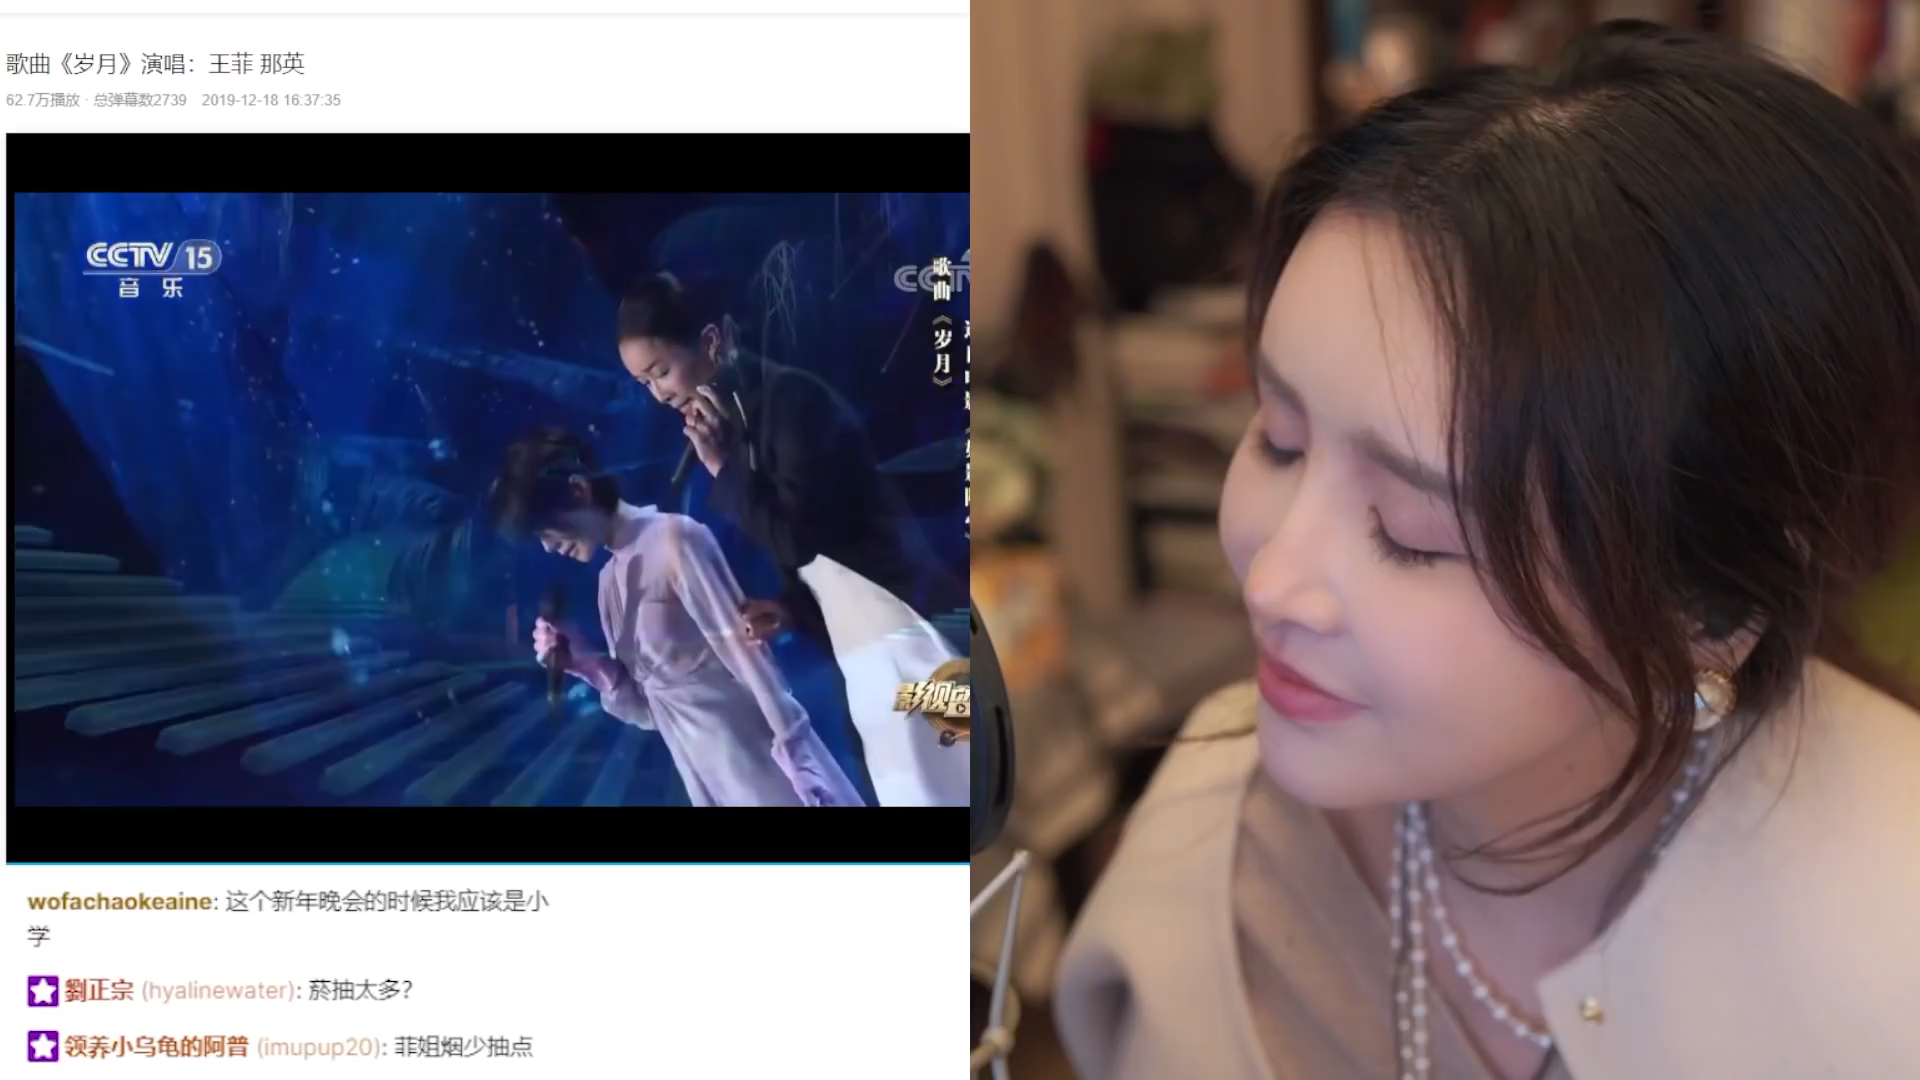 歌曲《岁月》演唱：王菲 那英
62.7万播放 · 总弹幕数2739 2019-12-18 16:37:35
CCTV 15
音乐
CCTV
歌曲《岁月》
影视
wofachaokeaine: 这个新年晚会的时候我应该是小
学
劉正宗 (hyalinewater): 菸抽太多?
领养小乌龟的阿普 (imupup20): 菲姐烟少抽点